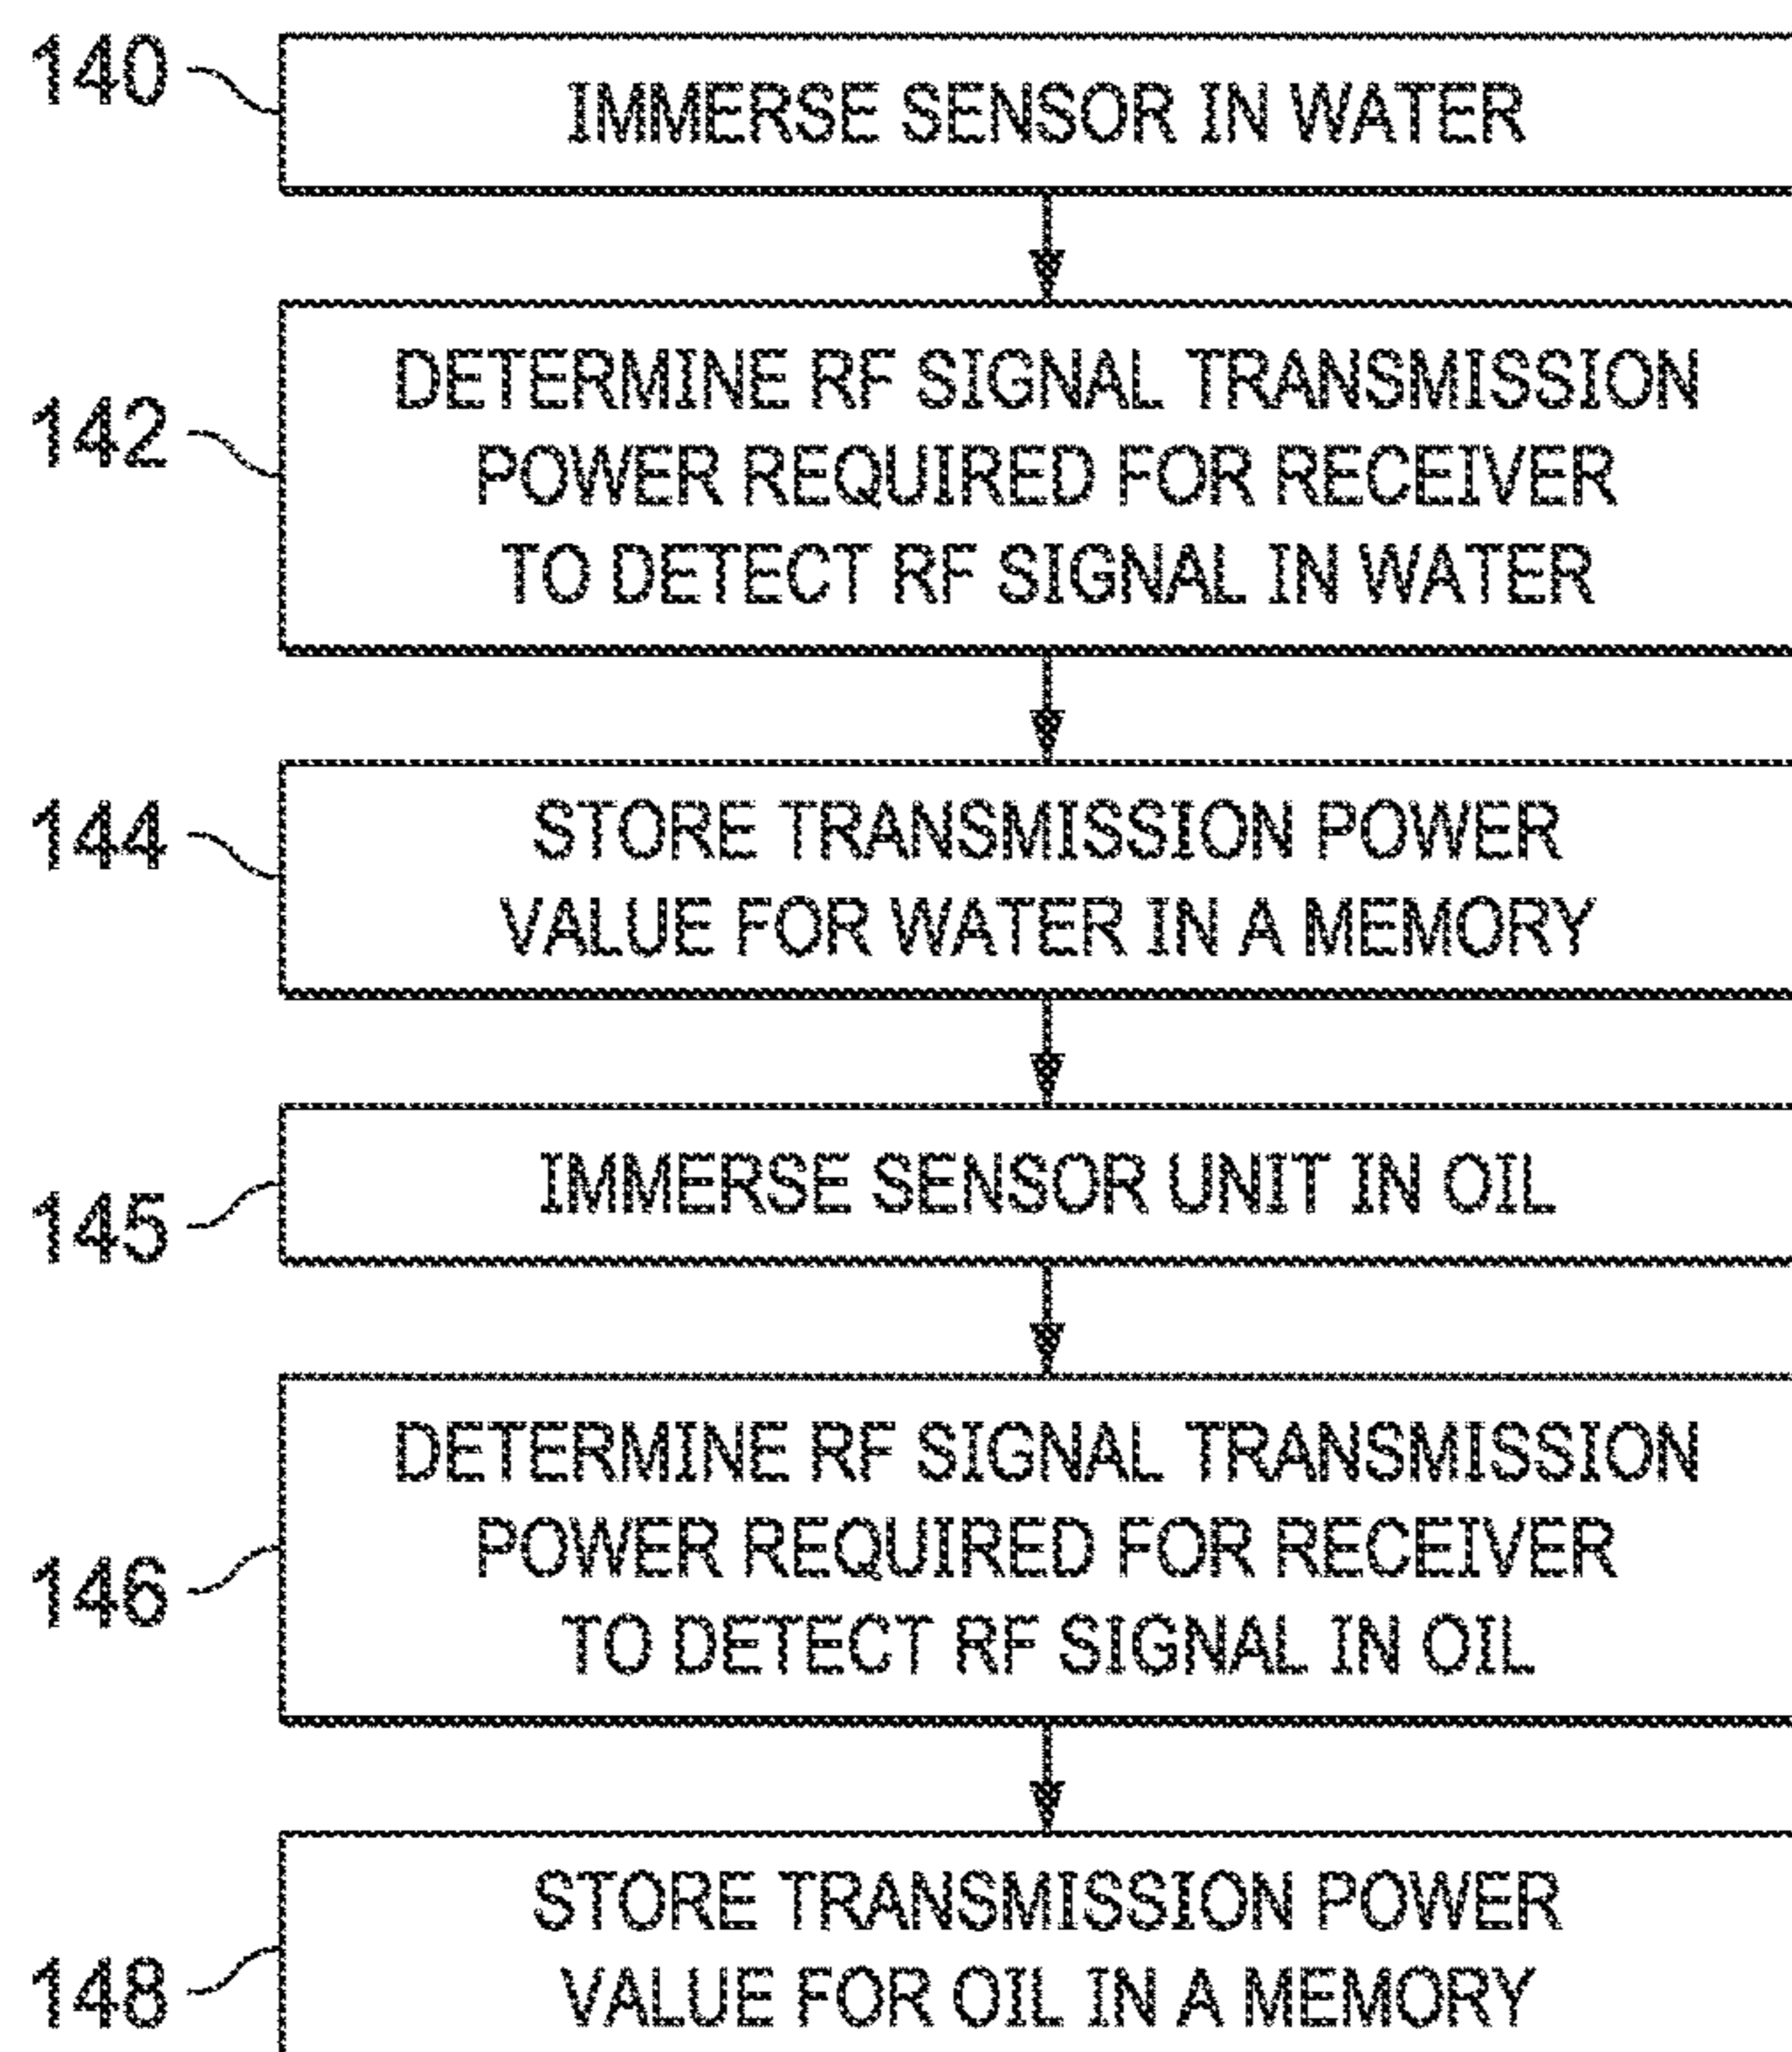 140
IMMERSE SENSOR IN WATER
142
DETERMINE RF SIGNAL TRANSMISSION
POWER REQUIRED FOR RECEIVER
TO DETECT RF SIGNAL IN WATER
144
STORE TRANSMISSION POWER
VALUE FOR WATER IN A MEMORY
145
IMMERSE SENSOR UNIT IN OIL
146
DETERMINE RF SIGNAL TRANSMISSION
POWER REQUIRED FOR RECEIVER
TO DETECT RF SIGNAL IN OIL
148
STORE TRANSMISSION POWER
VALUE FOR OIL IN A MEMORY